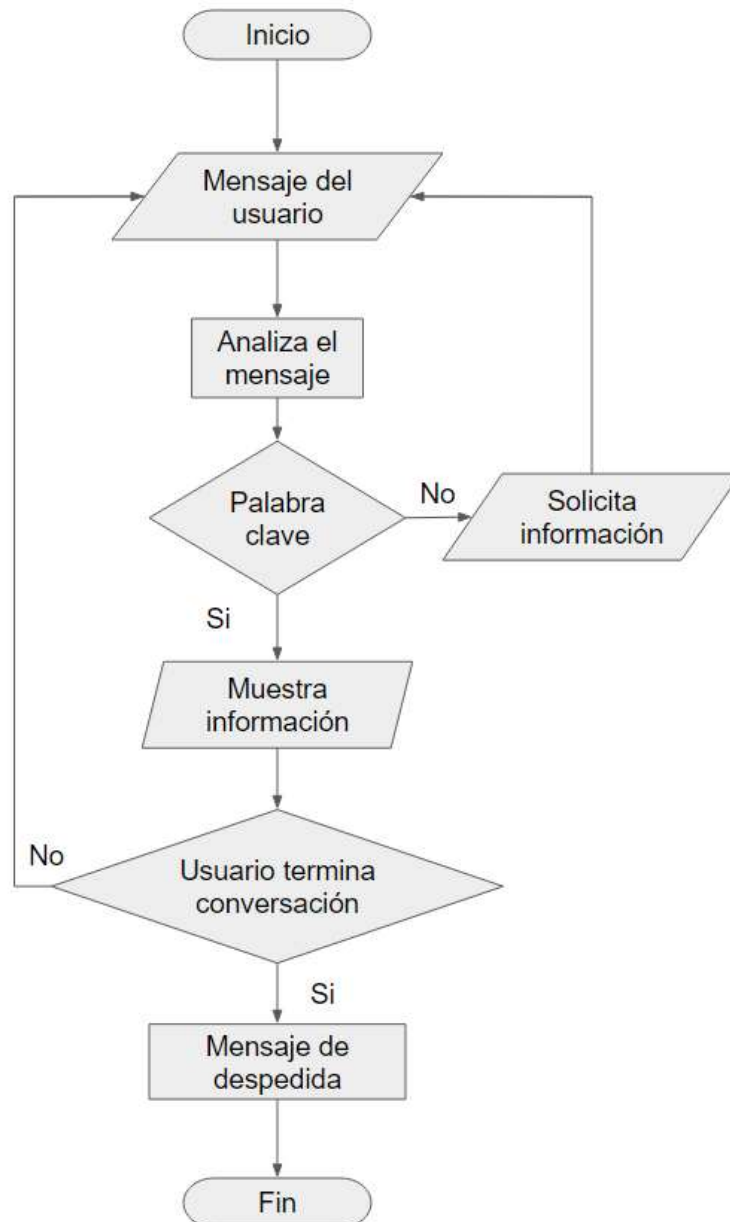 Inicio
Mensaje del
usuario
Analiza el
mensaje
Palabra
clave
No
Solicita
información
Si
Muestra
información
No
Usuario termina
conversación
Si
Mensaje de
despedida
Fin